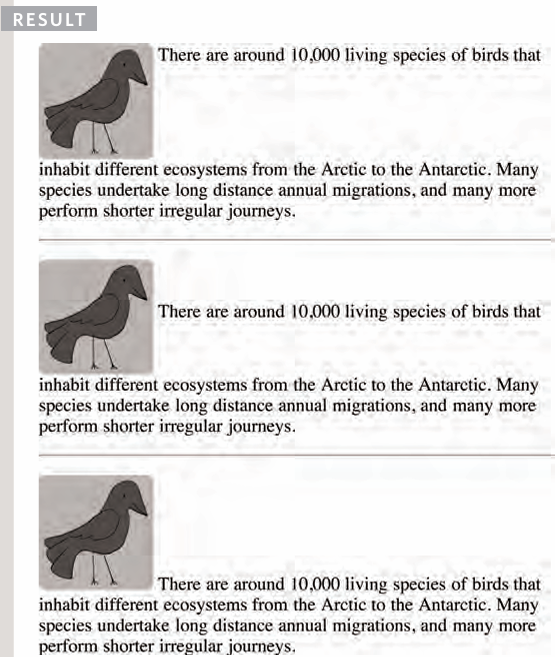 RESULT
There are around 10,000 living species of birds that
inhabit different ecosystems from the Arctic to the Antarctic. Many
species undertake long distance annual migrations, and many more
perform shorter irregular journeys.
There are around 10,000 living species of birds that
inhabit different ecosystems from the Arctic to the Antarctic. Many
species undertake long distance annual migrations, and many more
perform shorter irregular journeys.
There are around 10,000 living species of birds that
inhabit different ecosystems from the Arctic to the Antarctic. Many
species undertake long distance annual migrations, and many more
perform shorter irregular journeys.